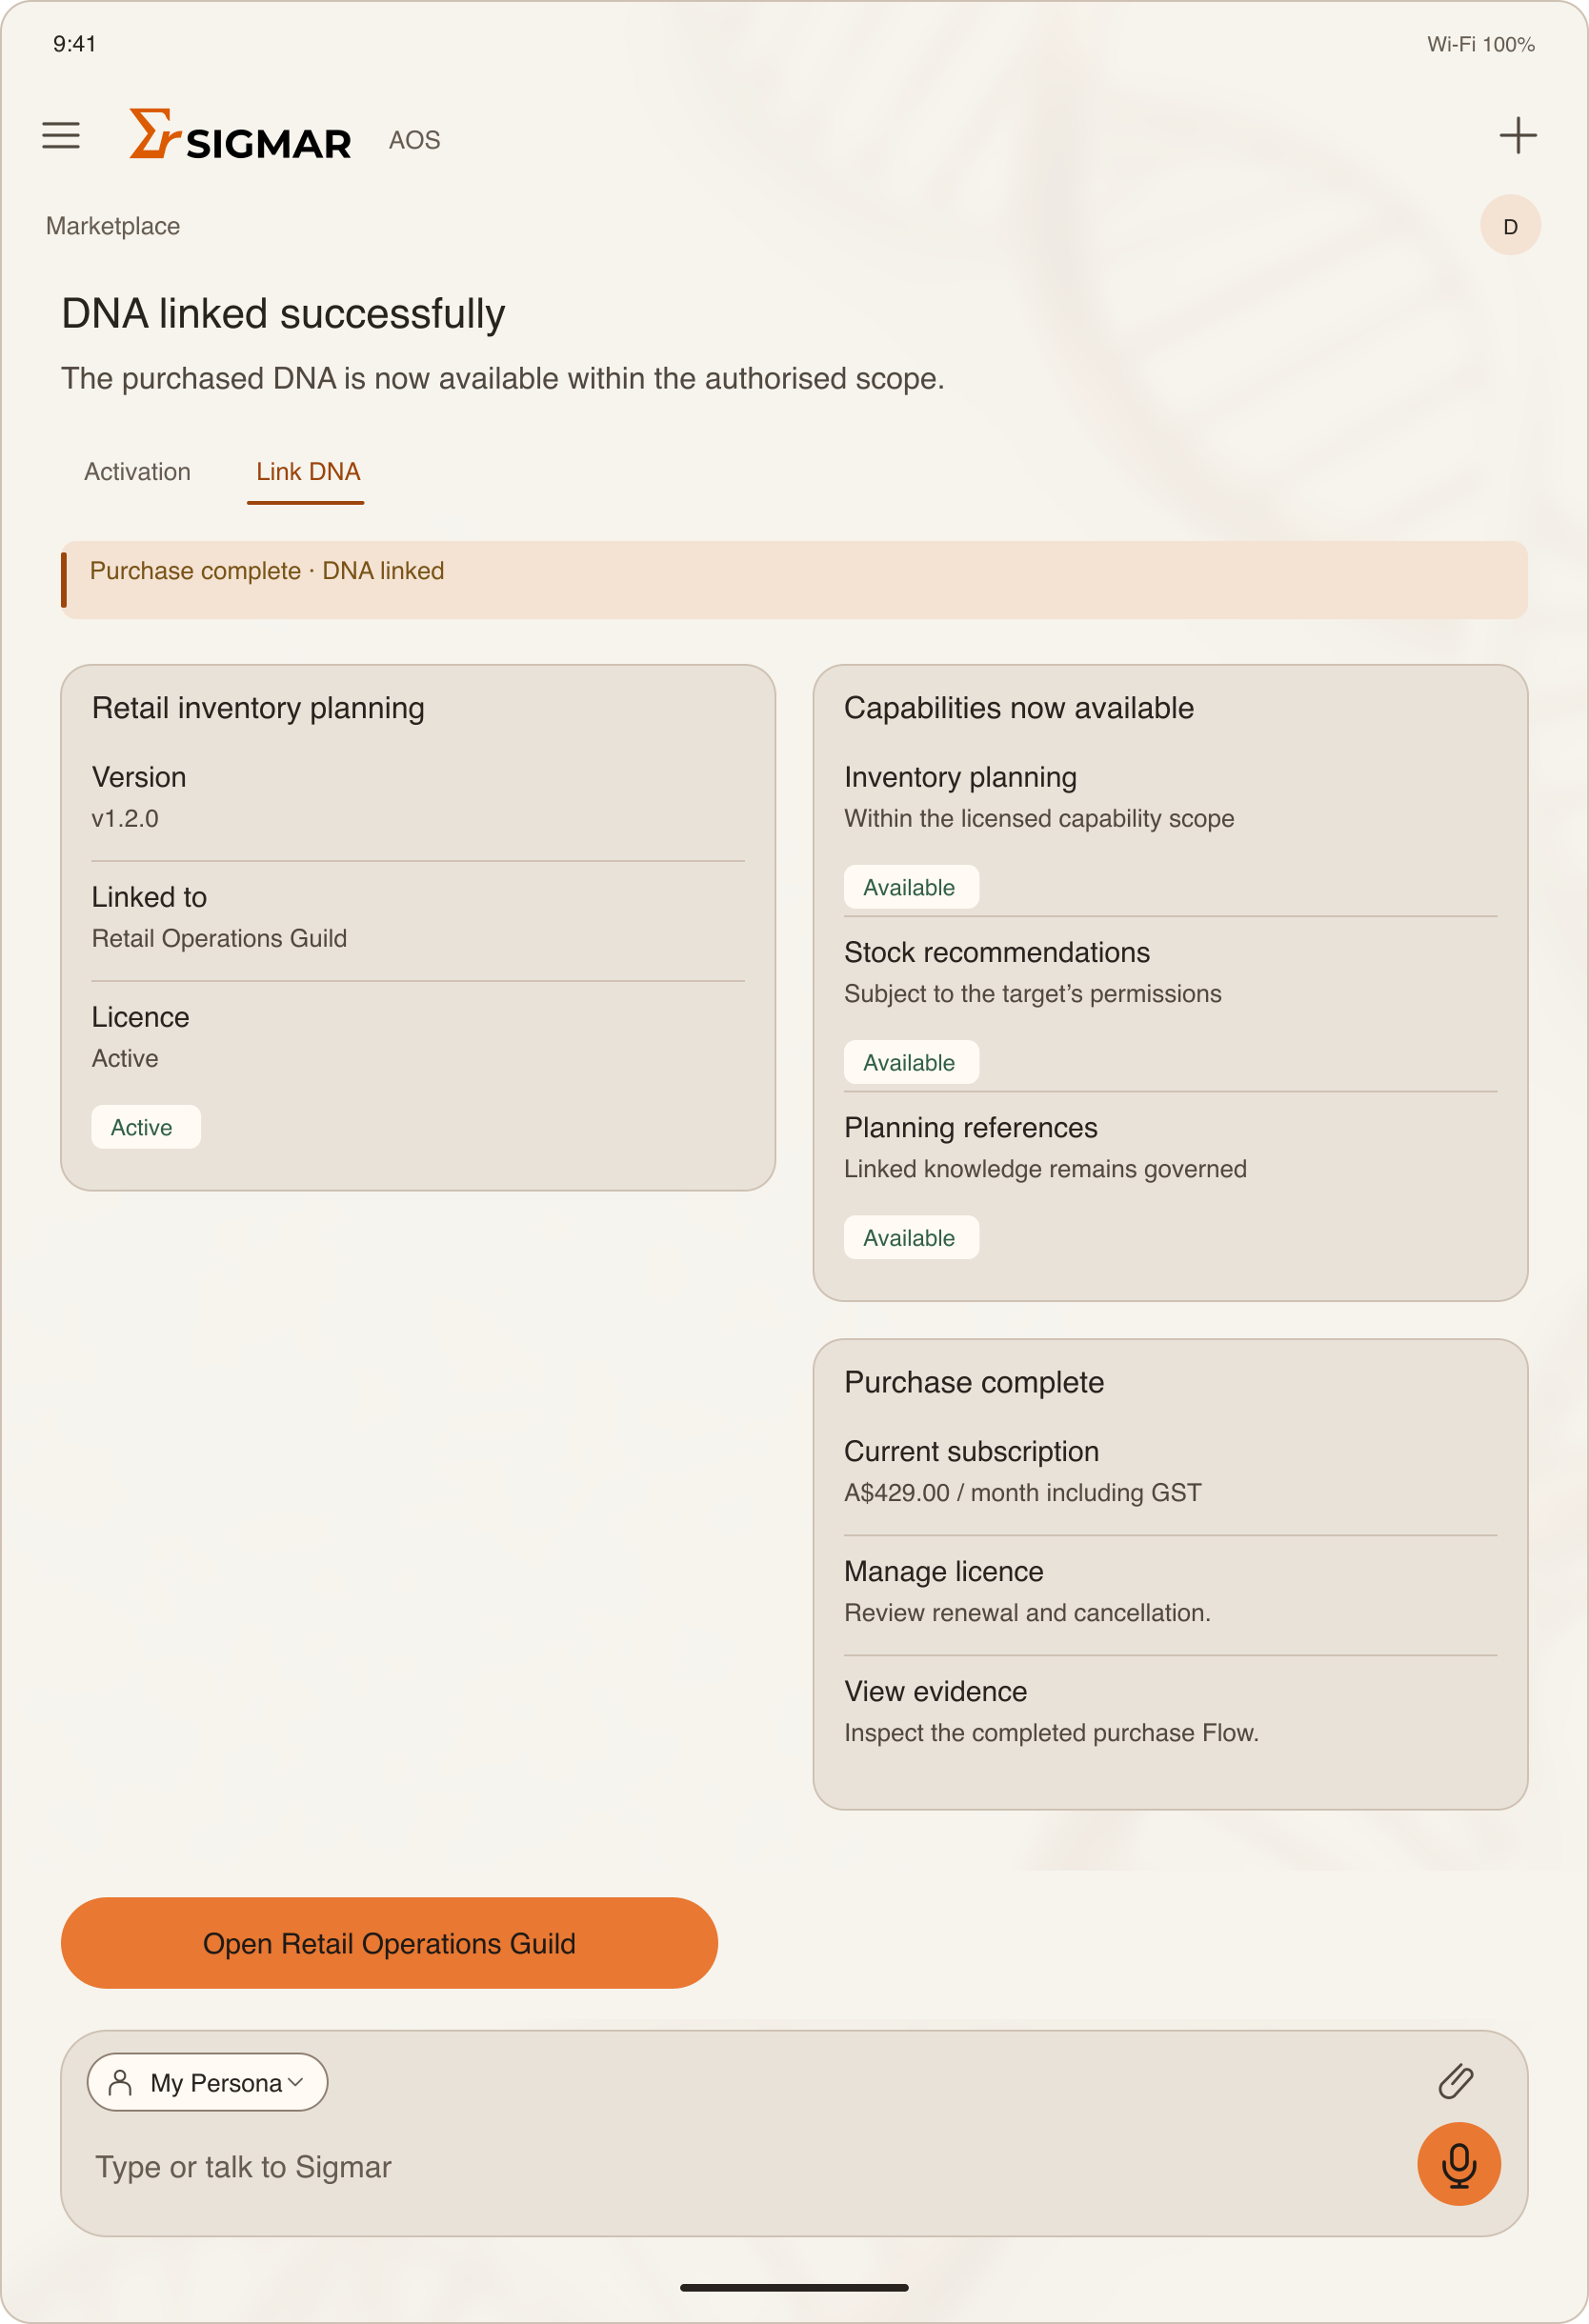 9:41
Wi-Fi 100%
Σr SIGMAR AOS
Marketplace
D
DNA linked successfully
The purchased DNA is now available within the authorised scope.
Activation
Link DNA
Purchase complete · DNA linked
Retail inventory planning
Version
v1.2.0
Linked to
Retail Operations Guild
Licence
Active
Active
Capabilities now available
Inventory planning
Within the licensed capability scope
Available
Stock recommendations
Subject to the target’s permissions
Available
Planning references
Linked knowledge remains governed
Available
Purchase complete
Current subscription
A$429.00 / month including GST
Manage licence
Review renewal and cancellation.
View evidence
Inspect the completed purchase Flow.
Open Retail Operations Guild
My Persona
Type or talk to Sigmar